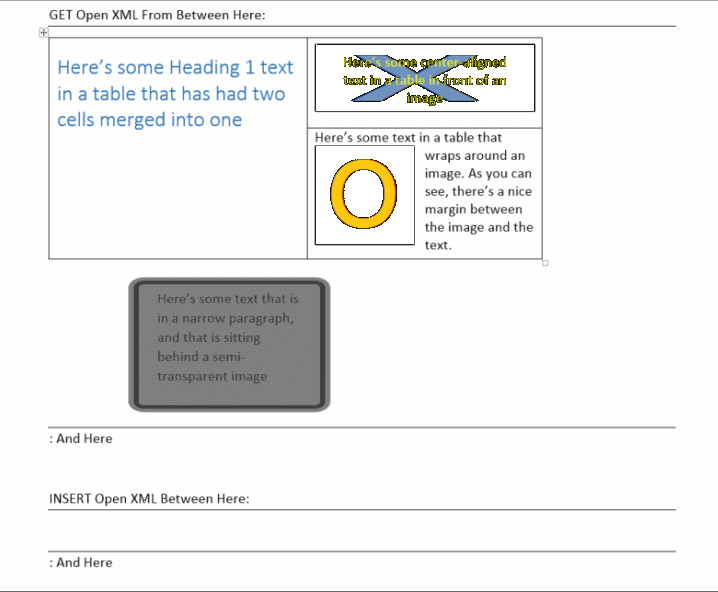 GET Open XML From Between Here:
Here's some Heading 1 text
in a table that has had two
cells merged into one
Here's some center-aligned
text in a table in front of an
image
Here's some text in a table that
wraps around an
image. As you can
see, there's a nice
margin between
the image and the
text.
Here's some text that is
in a narrow paragraph,
and that is sitting
behind a semi-
transparent image
: And Here
INSERT Open XML Between Here:
: And Here